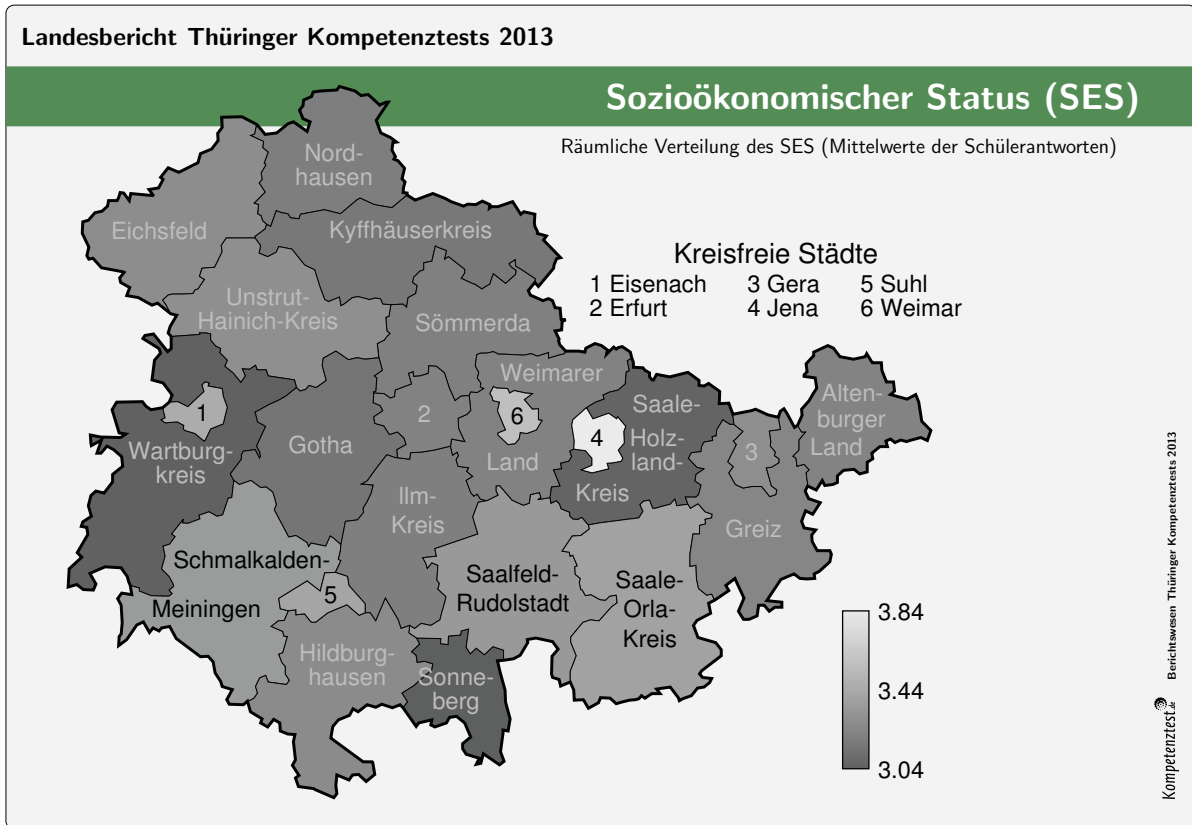 Landesbericht Thüringer Kompetenztests 2013
Sozioökonomischer Status (SES)
Räumliche Verteilung des SES (Mittelwerte der Schülerantworten)
Nord-
hausen
Eichsfeld
Kyffhäuserkreis
Kreisfreie Städte
1 Eisenach 3 Gera 5 Suhl
2 Erfurt 4 Jena 6 Weimar
Unstrut-
Hainich-Kreis
Sömmerda
Weimarer
Land
Saale-
Holz-
land-
Kreis
Alten-
burger
Land
1
2
6
4
3
Wartburg-
kreis
Gotha
Ilm-
Kreis
Greiz
Schmalkalden-
Meiningen
5
Saalfeld-
Rudolstadt
Saale-
Orla-
Kreis
Hildburg-
hausen
Sonne-
berg
3.84
3.44
3.04
Kompetenztest.de Berichtswesen Thüringer Kompetenztests 2013